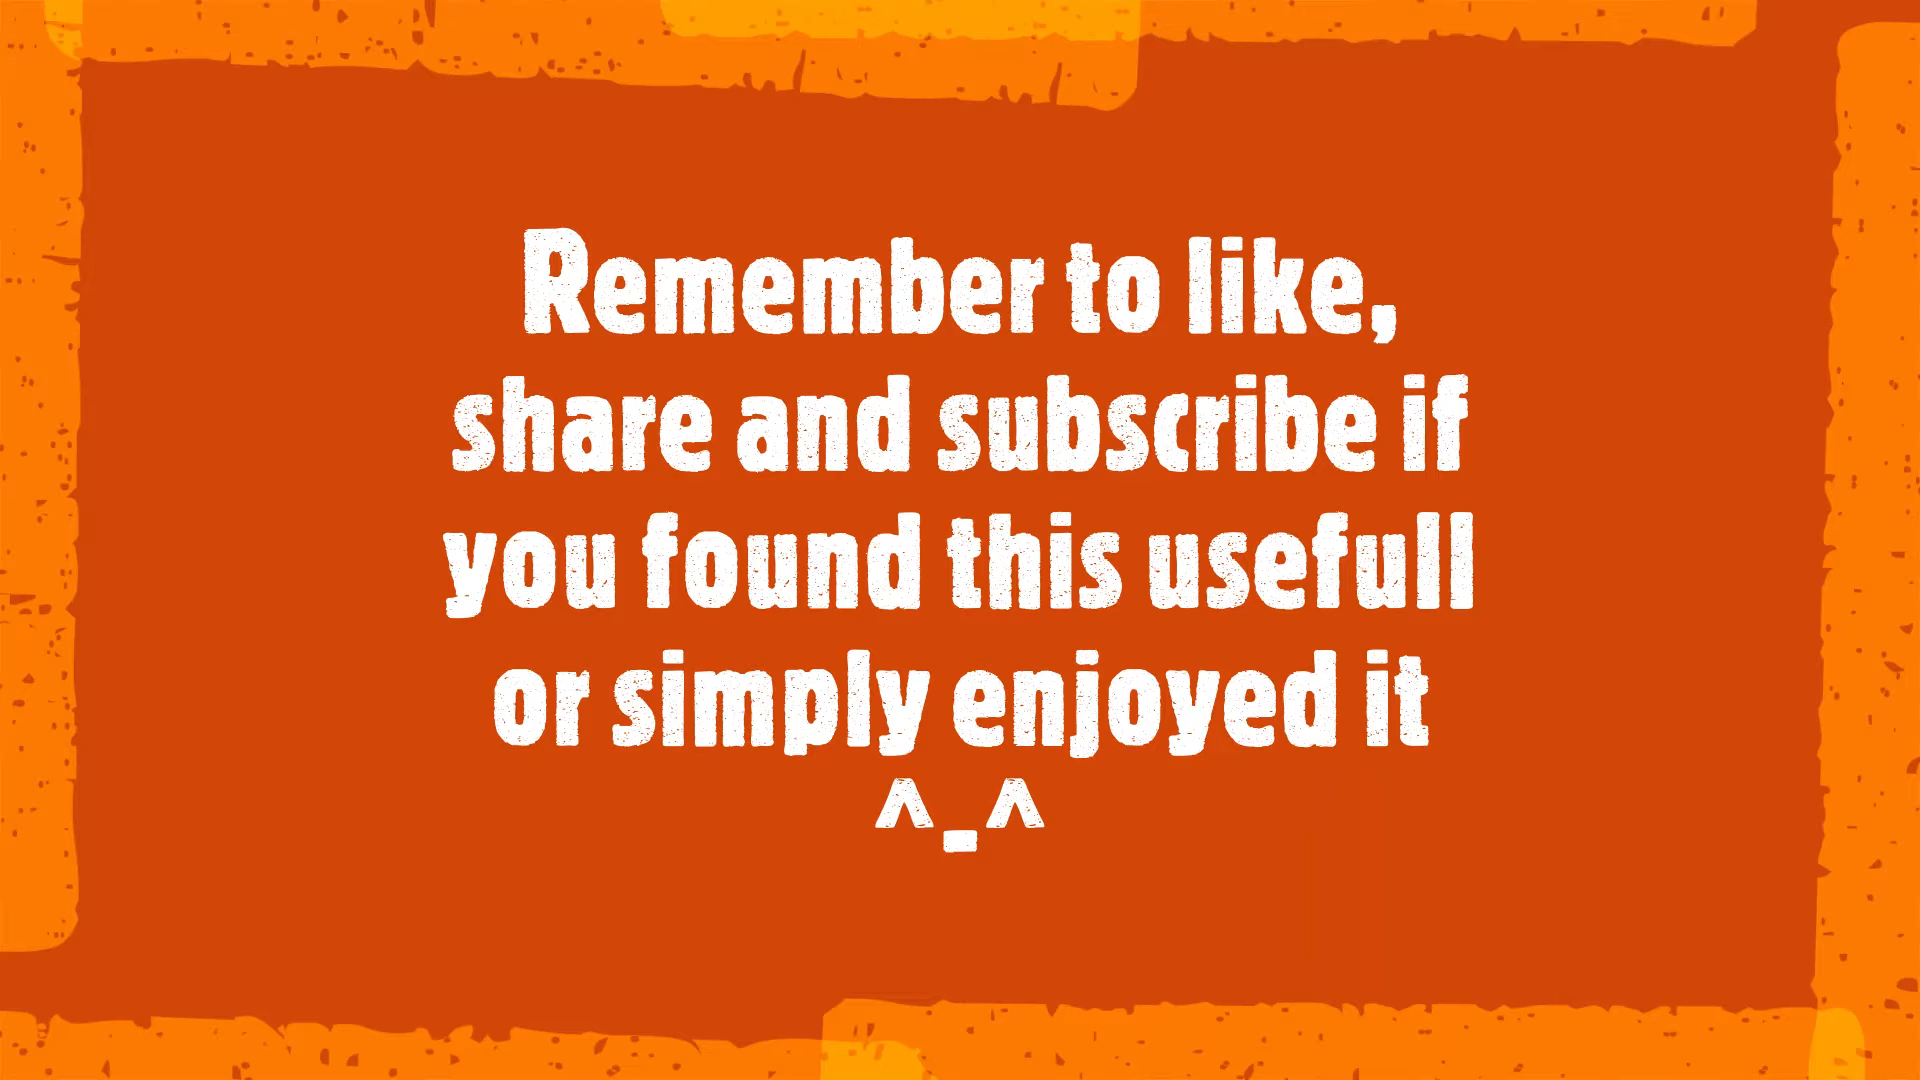 Remember to like,
share and subscribe if
you found this usefull
or simply enjoyed it
^_^